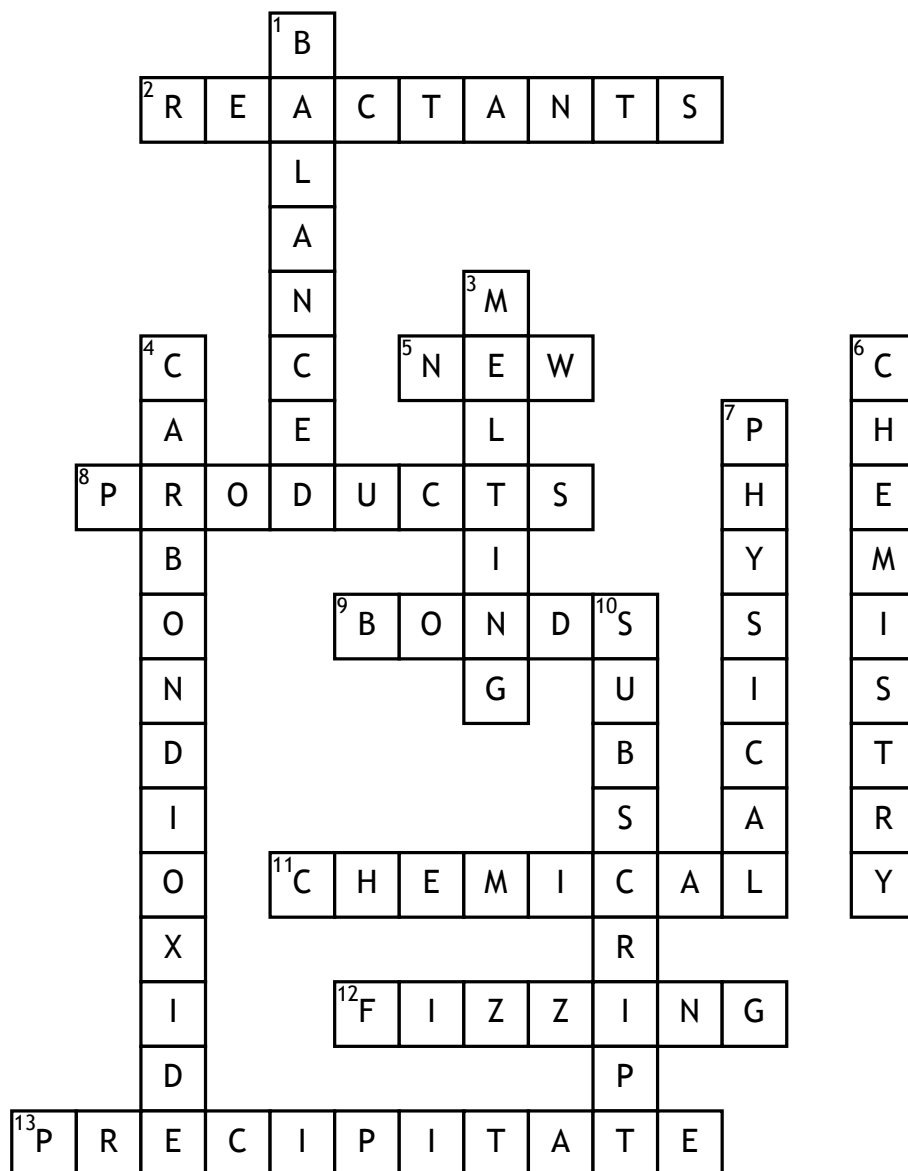 1 B
2 R E A C T A N T S
L
A
N 3 M
4 C C 5 N E W 6 C
A E L 7 P H
8 P R O D U C T S H E
B I Y M
O 9 B O N D 10 S S I
N G U I S
D B C T
I S A R
O 11 C H E M I C A L Y
X R
I 12 F I Z Z I N G
D P
13 P R E C I P I T A T E